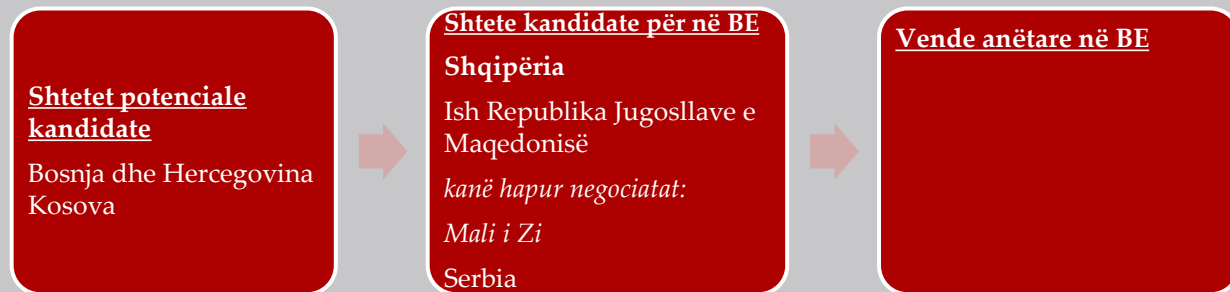 Shtetet potenciale
kandidate
Bosnja dhe Hercegovina
Kosova
Shtete kandidate për në BE
Shqipëria
Ish Republika Jugosllave e
Maqedonisë
kanë hapur negociatat:
Mali i Zi
Serbia
Vende anëtare në BE